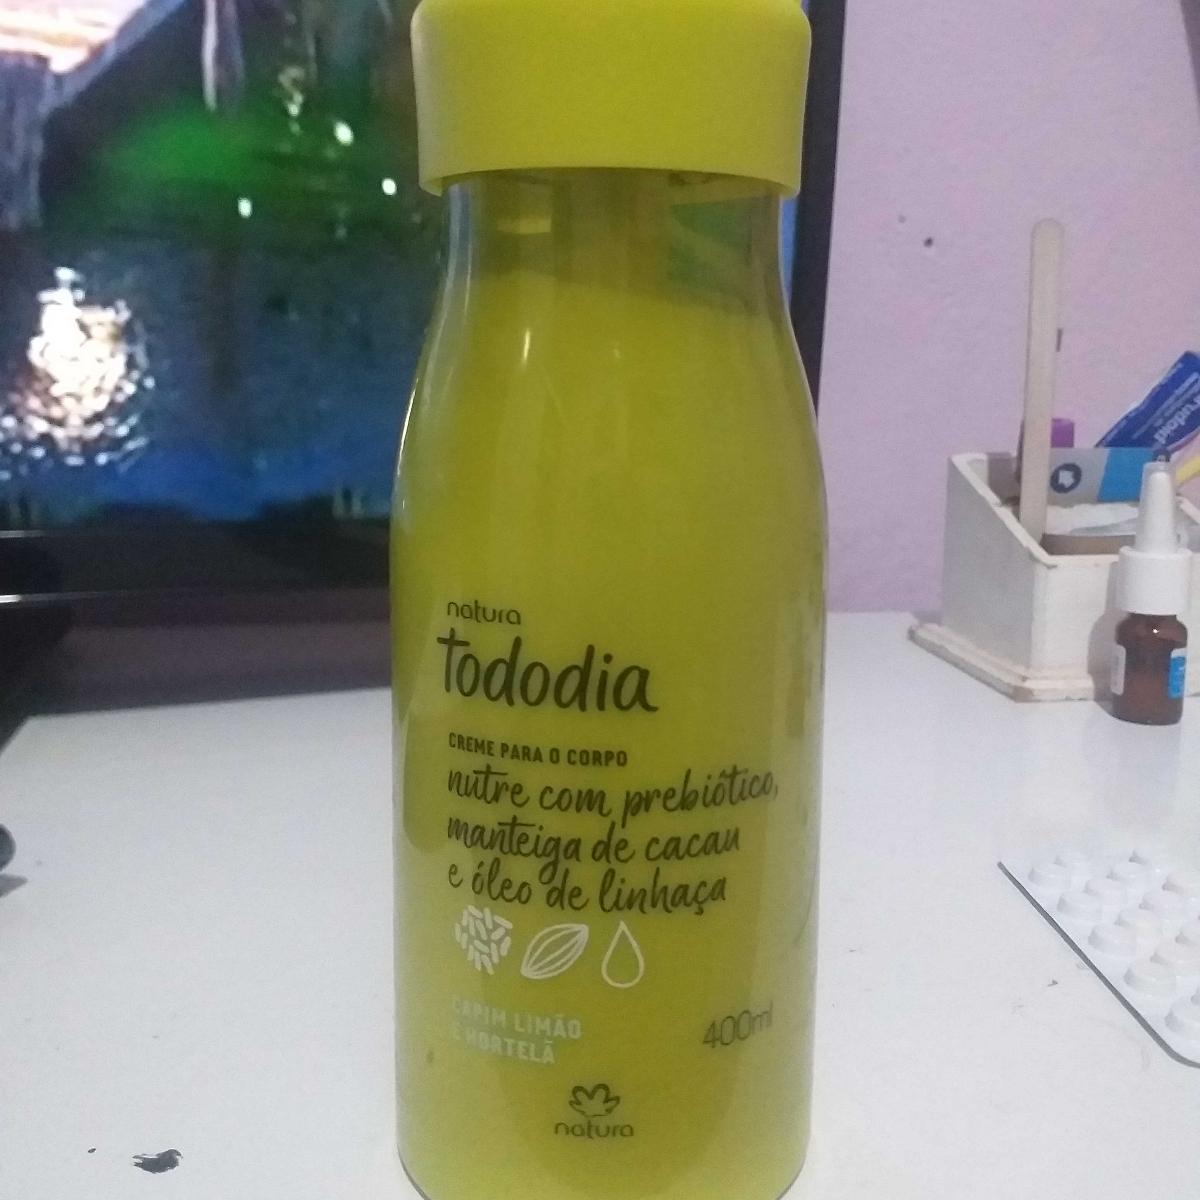 natura
tododia
CREME PARA O CORPO
nutre com prebiótico,
manteiga de cacau
e óleo de linhaça
CAPIM LIMÃO
E HORTELÃ
400ml
natura